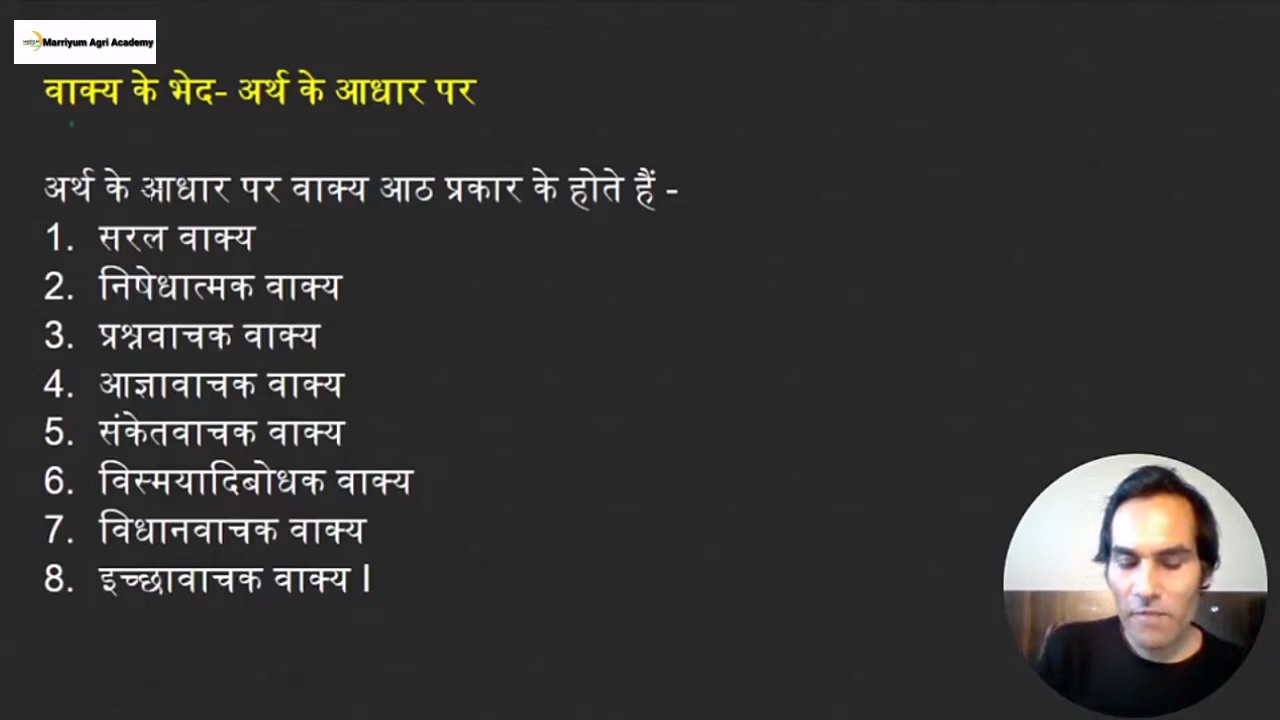 Marriyum Agri Academy
वाक्य के भेद- अर्थ के आधार पर
अर्थ के आधार पर वाक्य आठ प्रकार के होते हैं -
1. सरल वाक्य
2. निषेधात्मक वाक्य
3. प्रश्नवाचक वाक्य
4. आज्ञावाचक वाक्य
5. संकेतवाचक वाक्य
6. विस्मयादिबोधक वाक्य
7. विधानवाचक वाक्य
8. इच्छावाचक वाक्य I